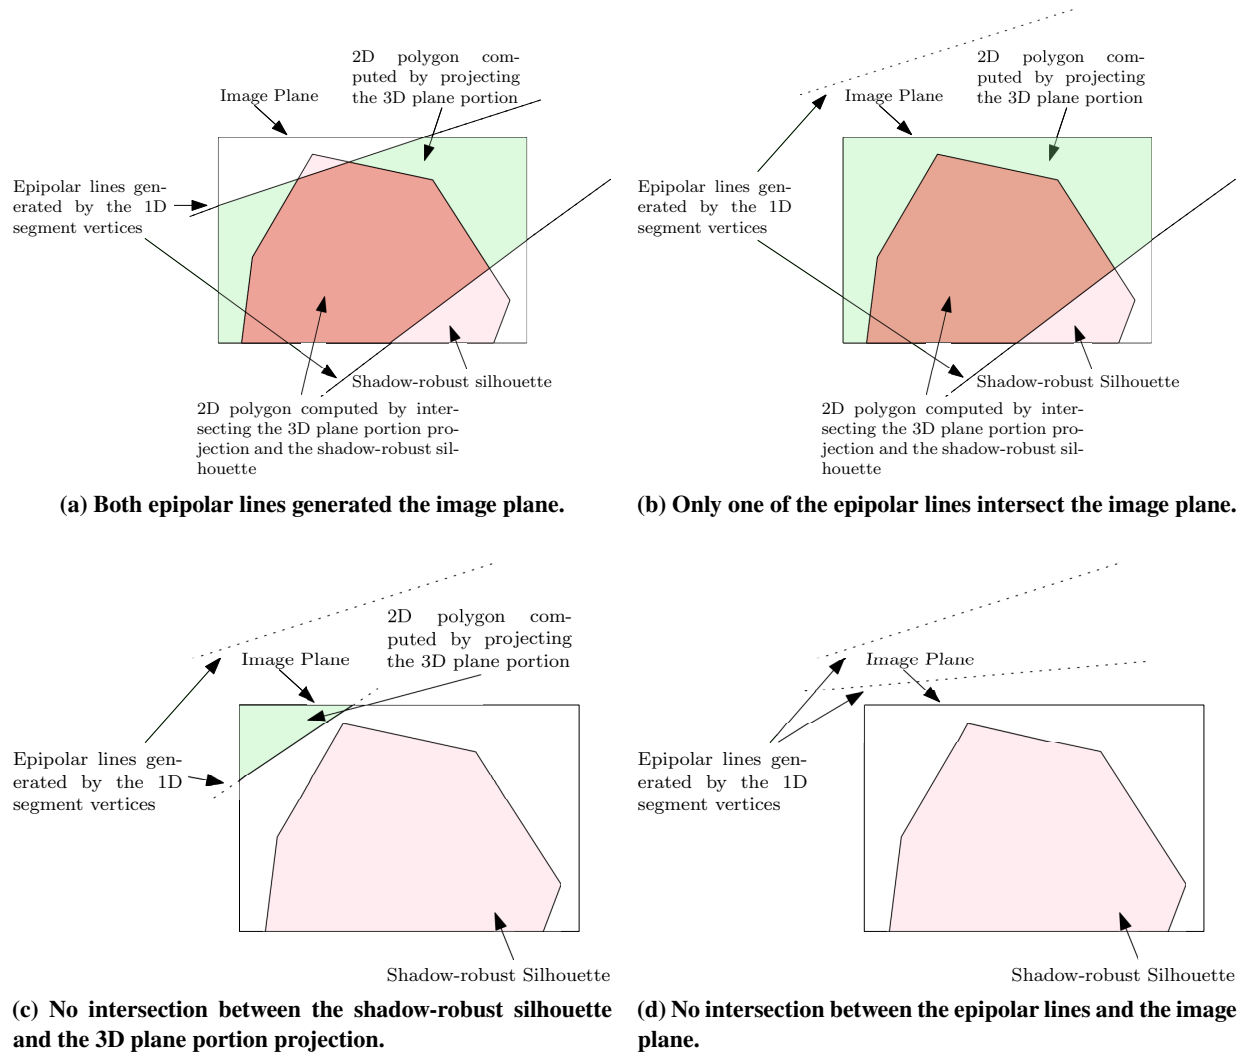 2D polygon com-
puted by projecting
the 3D plane portion
Image Plane
Epipolar lines gen-
erated by the 1D
segment vertices
Shadow-robust silhouette
2D polygon computed by inter-
secting the 3D plane portion pro-
jection and the shadow-robust sil-
houette
(a) Both epipolar lines generated the image plane.
2D polygon com-
puted by projecting
the 3D plane portion
Image Plane
Epipolar lines gen-
erated by the 1D
segment vertices
Shadow-robust Silhouette
2D polygon computed by inter-
secting the 3D plane portion pro-
jection and the shadow-robust sil-
houette
(b) Only one of the epipolar lines intersect the image plane.
2D polygon com-
puted by projecting
the 3D plane portion
Image Plane
Epipolar lines gen-
erated by the 1D
segment vertices
Shadow-robust Silhouette
(c) No intersection between the shadow-robust silhouette
and the 3D plane portion projection.
Image Plane
Epipolar lines gen-
erated by the 1D
segment vertices
Shadow-robust Silhouette
(d) No intersection between the epipolar lines and the image
plane.